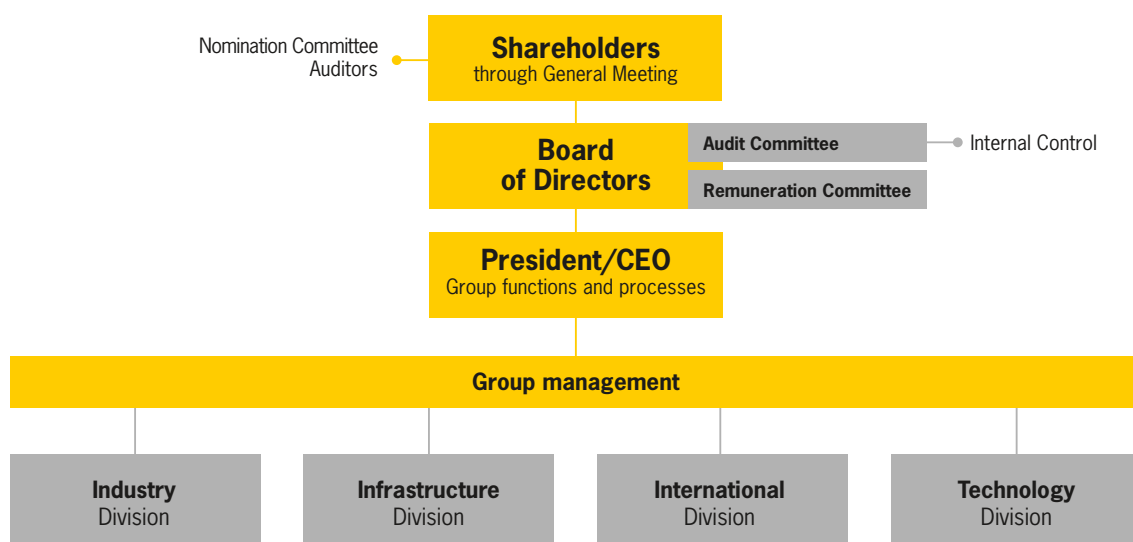 Nomination Committee
Auditors
Shareholders
through General Meeting
Board
of Directors
Audit Committee
Internal Control
Remuneration Committee
President/CEO
Group functions and processes
Group management
Industry
Division
Infrastructure
Division
International
Division
Technology
Division